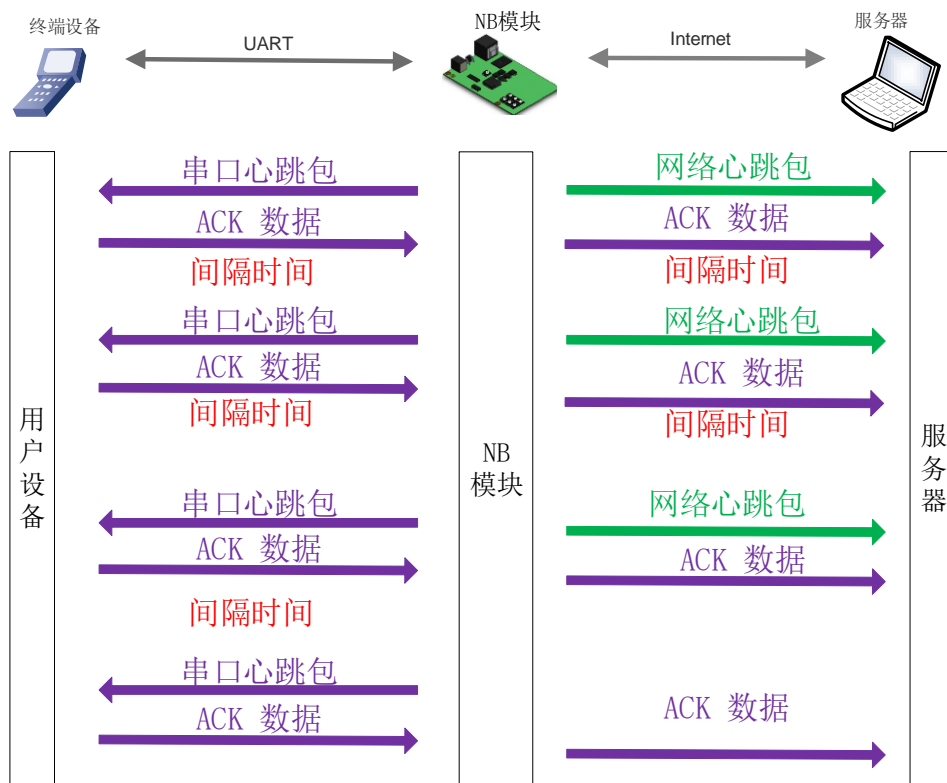 终端设备
UART
NB模块
Internet
服务器
串口心跳包
网络心跳包
ACK 数据
ACK 数据
间隔时间
间隔时间
串口心跳包
网络心跳包
ACK 数据
ACK 数据
间隔时间
间隔时间
用户设备
NB
模块
服务器
串口心跳包
网络心跳包
ACK 数据
ACK 数据
间隔时间
串口心跳包
ACK 数据
ACK 数据